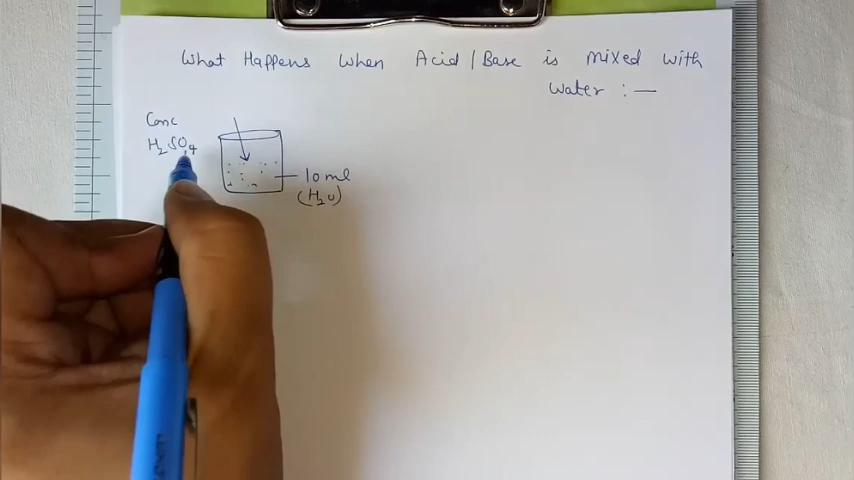 What Happens when Acid / Base is mixed with
water : —
Conc
H₂SO₄
10 ml
(H₂O)